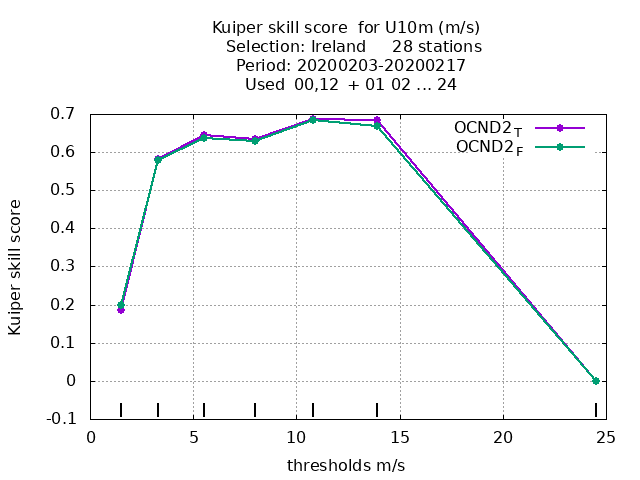 Kuiper skill score for U10m (m/s)
Selection: Ireland 28 stations
Period: 20200203-20200217
Used 00,12 + 01 02 ... 24
OCND2T
OCND2F
Kuiper skill score
0.7
0.6
0.5
0.4
0.3
0.2
0.1
0
-0.1
0 5 10 15 20 25
thresholds m/s